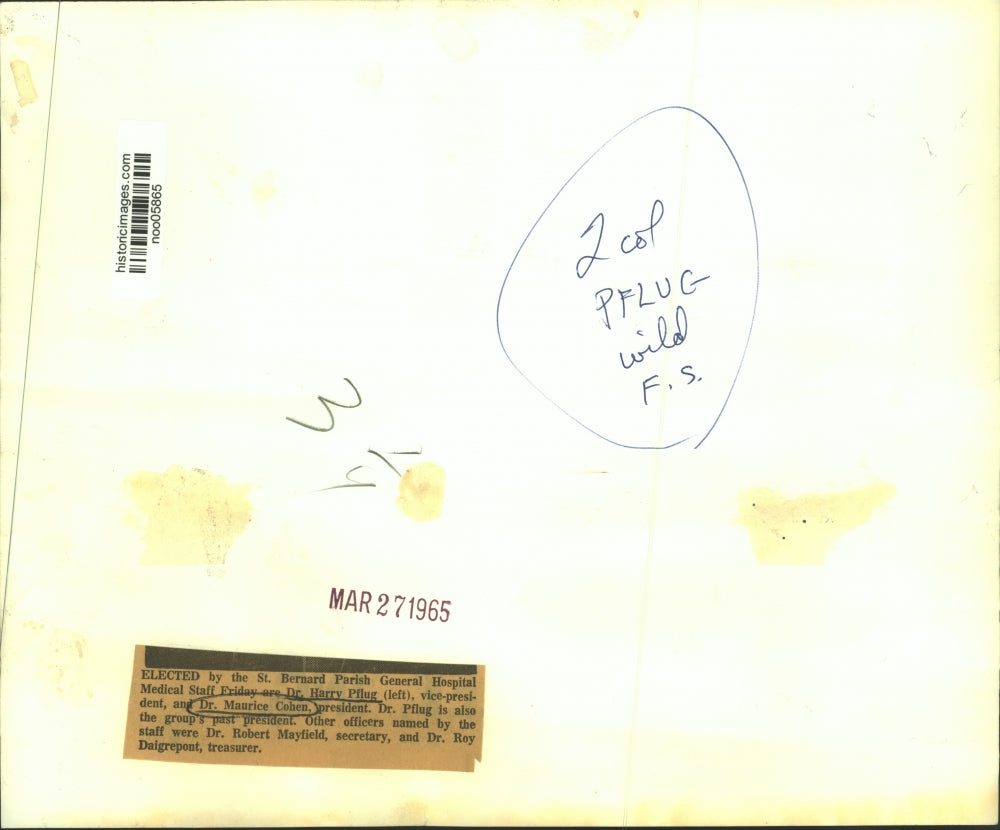 historicimages.com
noo05865
2 col
PFLUG
wild
F.S.
3
MAR 27 1965
ELECTED by the St. Bernard Parish General Hospital
Medical Staff Friday are Dr. Harry Pflug (left), vice-presi-
dent, and Dr. Maurice Cohen, president. Dr. Pflug is also
the group's past president. Other officers named by the
staff were Dr. Robert Mayfield, secretary, and Dr. Roy
Daigrepont, treasurer.